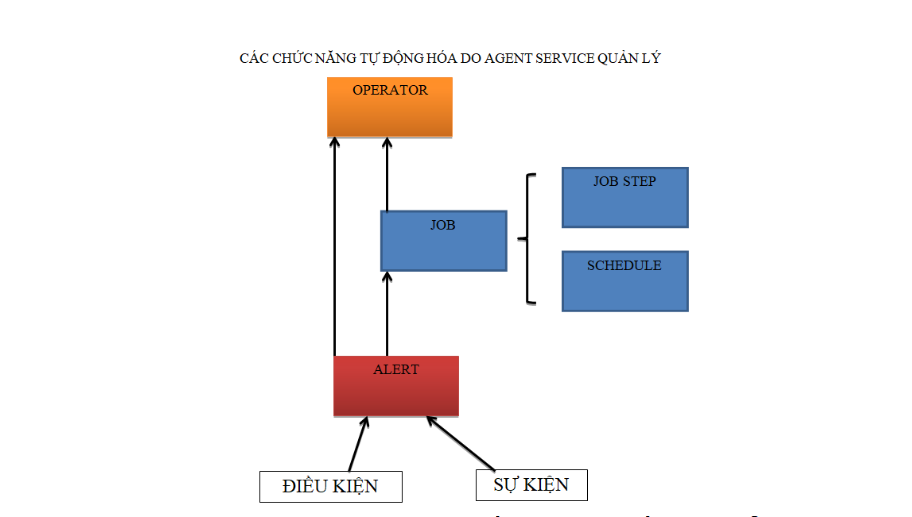 CÁC CHỨC NĂNG TỰ ĐỘNG HÓA DO AGENT SERVICE QUẢN LÝ
OPERATOR
JOB STEP
JOB
SCHEDULE
ALERT
ĐIỀU KIỆN
SỰ KIỆN